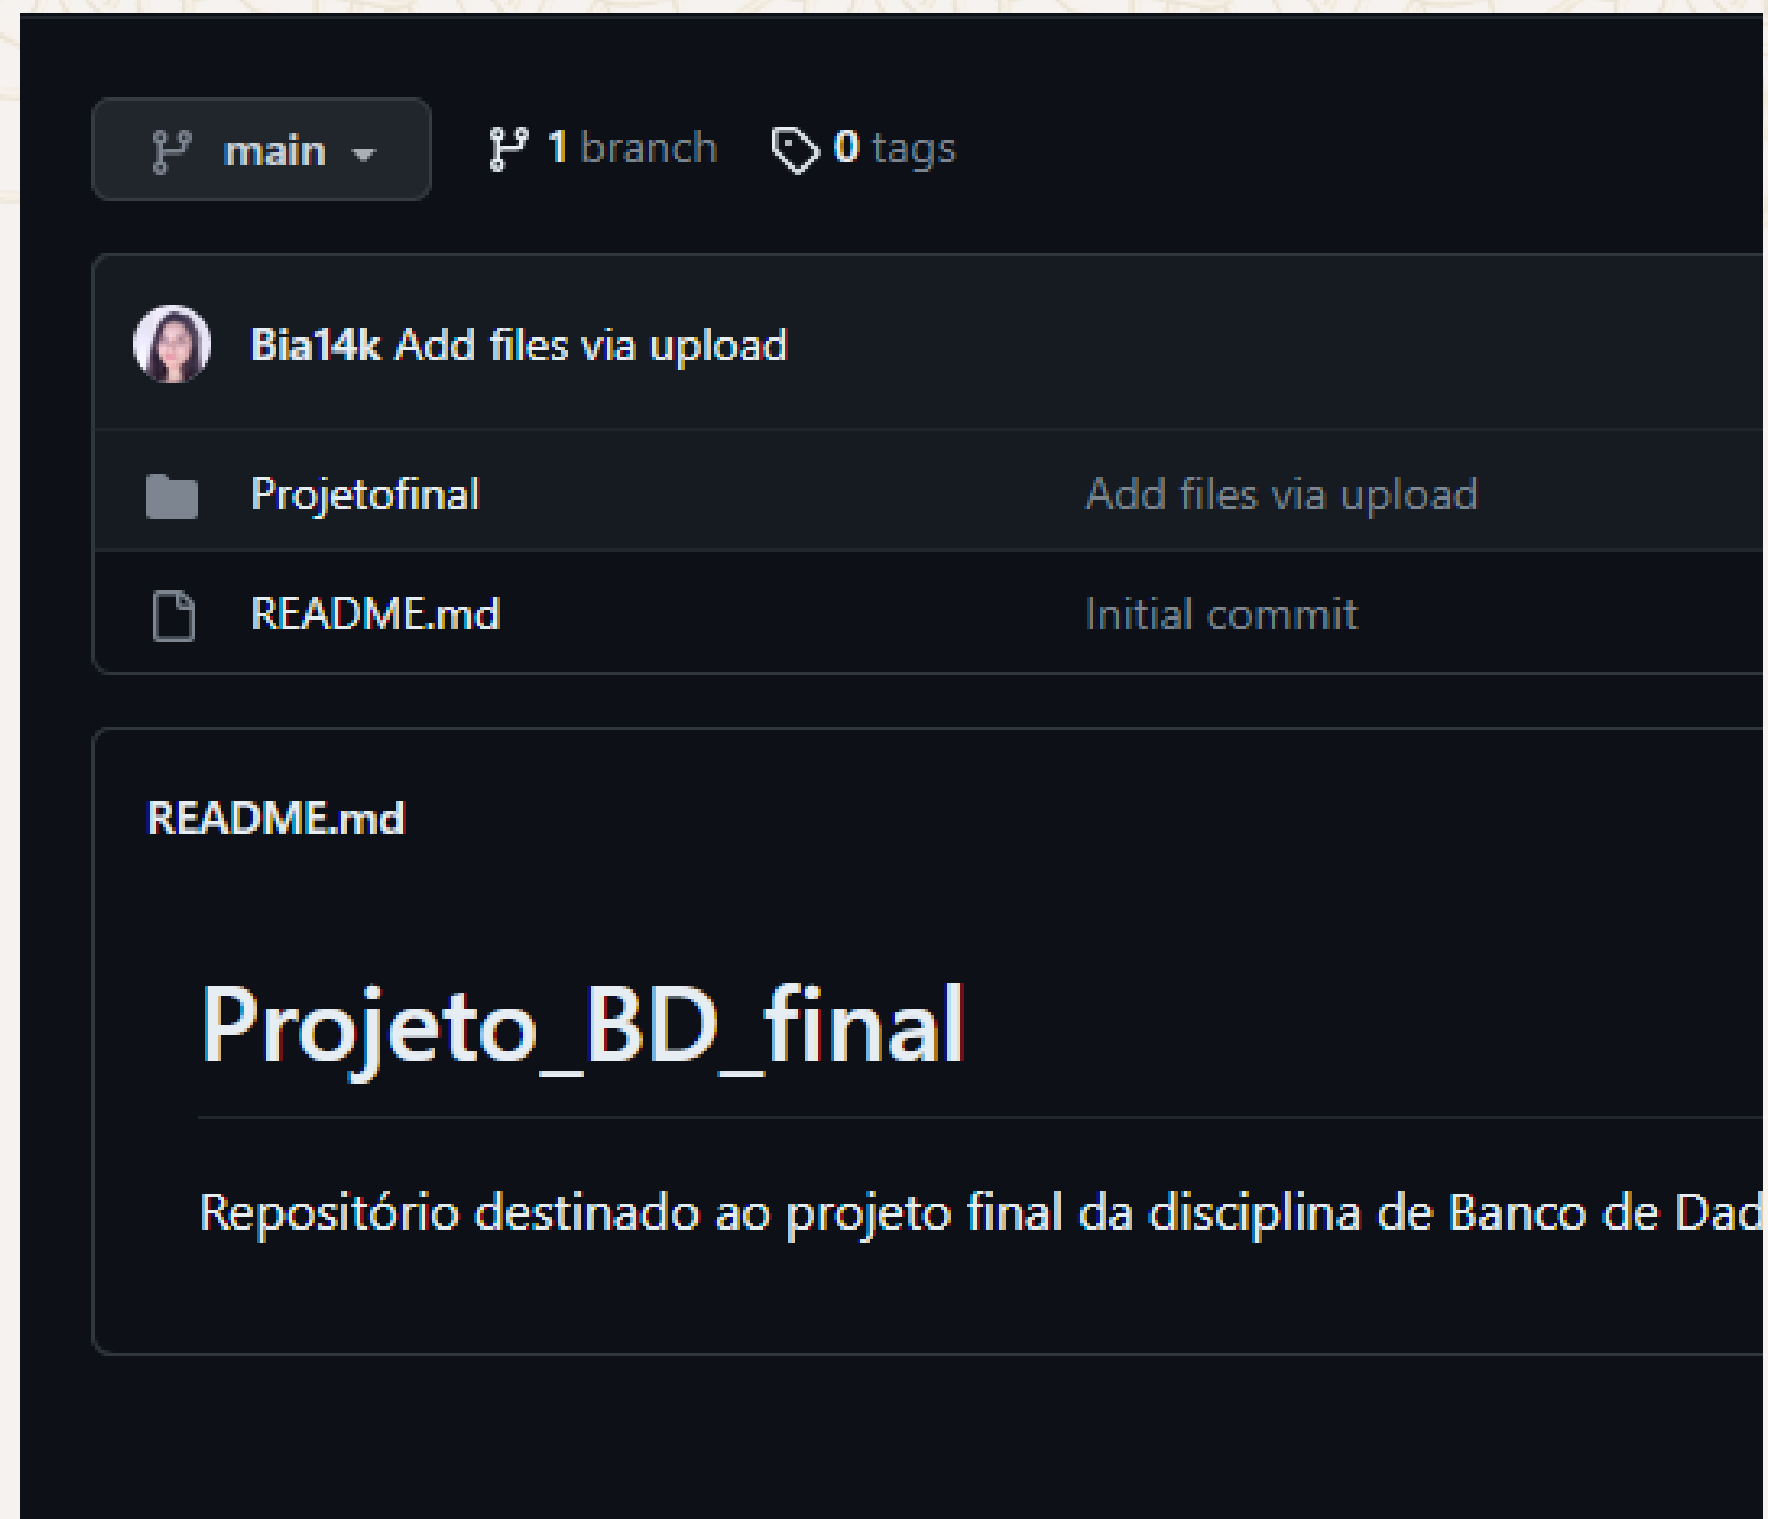 main 1 branch 0 tags
Bia14k Add files via upload
Projetofinal Add files via upload
README.md Initial commit
README.md
Projeto_BD_final
Repositório destinado ao projeto final da disciplina de Banco de Dad